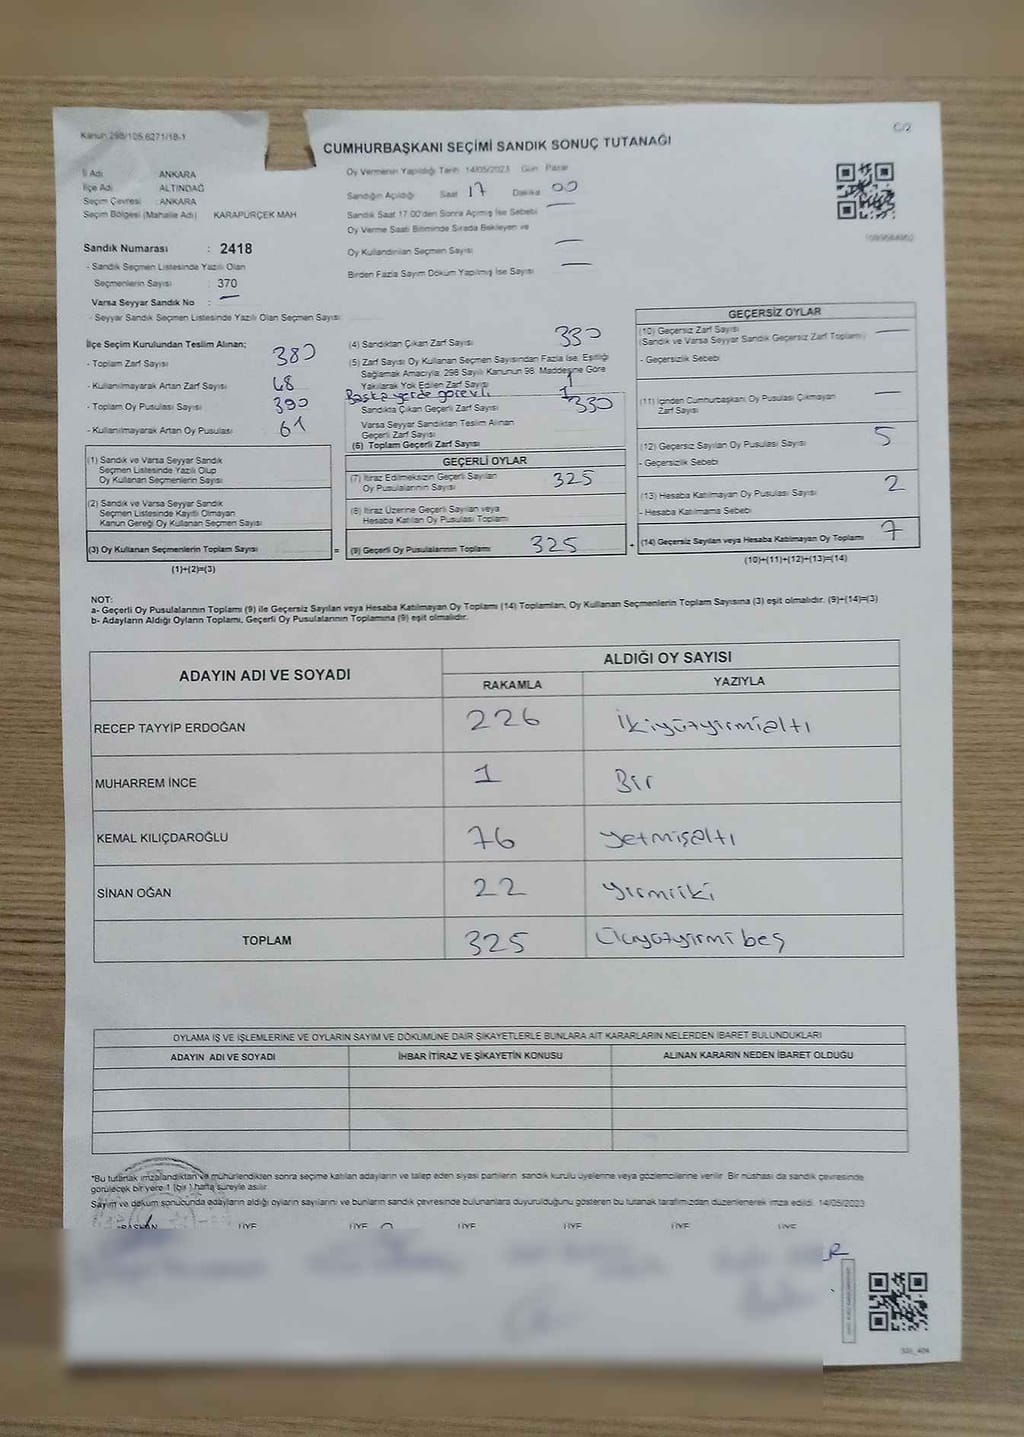 Kanun 298/105,6271/18-1
C/2
CUMHURBAŞKANI SEÇİMİ SANDIK SONUÇ TUTANAĞI
İl Adı ANKARA
İlçe Adı ALTINDAĞ
Seçim Çevresi : ANKARA
Seçim Bölgesi (Mahalle Adı) KARAPÜRÇEK MAH
Sandık Numarası : 2418
- Sandık Seçmen Listesinde Yazılı Olan
Seçmenlerin Sayısı : 370
Varsa Seyyar Sandık No : —
- Seyyar Sandık Seçmen Listesinde Yazılı Olan Seçmen Sayısı :
Oy Vermenin Yapıldığı Tarih 14/05/2023 Gün Pazar
Sandığın Açıldığı Saat 17 Dakika 00
Sandık Saat 17.00'den Sonra Açmış İse Sebebi —
Oy Verme Saati Bitiminde Sırada Bekleyen ve
Oy Kullandırılan Seçmen Sayısı —
Birden Fazla Sayım Döküm Yapılmış İse Sayısı —
İlçe Seçim Kurulundan Teslim Alınan;
- Toplam Zarf Sayısı 380
- Kullanılmayarak Artan Zarf Sayısı 48
- Toplam Oy Pusulası Sayısı 390
- Kullanılmayarak Artan Oy Pusulası 61
(4) Sandıktan Çıkan Zarf Sayısı 330
(5) Zarf Sayısı Oy Kullanan Seçmen Sayısından Fazla İse, Eşitliği
Sağlamak Amacıyla, 298 Sayılı Kanunun 98. Maddesine Göre
Yakılarak Yok Edilen Zarf Sayısı 1
Başka yerde görevli 1
Sandıkta Çıkan Geçerli Zarf Sayısı 330
Varsa Seyyar Sandıktan Teslim Alınan
Geçerli Zarf Sayısı
(6) Toplam Geçerli Zarf Sayısı
GEÇERSİZ OYLAR
(10) Geçersiz Zarf Sayısı —
(Sandık ve Varsa Seyyar Sandık Geçersiz Zarf Toplamı)
- Geçersizlik Sebebi
(11) İçinden Cumhurbaşkanı Oy Pusulası Çıkmayan —
Zarf Sayısı
(12) Geçersiz Sayılan Oy Pusulası Sayısı 5
- Geçersizlik Sebebi
(13) Hesaba Katılmayan Oy Pusulası Sayısı 2
- Hesaba Katılmama Sebebi
(14) Geçersiz Sayılan veya Hesaba Katılmayan Oy Toplamı 7
(10)+(11)+(12)+(13)=(14)
(1) Sandık ve Varsa Seyyar Sandık
Seçmen Listesinde Yazılı Olup
Oy Kullanan Seçmenlerin Sayısı
(2) Sandık ve Varsa Seyyar Sandık
Seçmen Listesinde Kayıtlı Olmayan
Kanun Gereği Oy Kullanan Seçmen Sayısı
(3) Oy Kullanan Seçmenlerin Toplam Sayısı =
(1)+(2)=(3)
GEÇERLİ OYLAR
(7) İtiraz Edilmeksizin Geçerli Sayılan
Oy Pusulalarının Sayısı 325
(8) İtiraz Üzerine Geçerli Sayılan veya
Hesaba Katılan Oy Pusulası Toplamı
(9) Geçerli Oy Pusulalarının Toplamı 325 +
NOT:
a- Geçerli Oy Pusulalarının Toplamı (9) ile Geçersiz Sayılan veya Hesaba Katılmayan Oy Toplamı (14) Toplamları, Oy Kullanan Seçmenlerin Toplam Sayısına (3) eşit olmalıdır. (9)+(14)=(3)
b- Adayların Aldığı Oyların Toplamı, Geçerli Oy Pusulalarının Toplamına (9) eşit olmalıdır.
ADAYIN ADI VE SOYADI ALDIĞI OY SAYISI
RAKAMLA YAZIYLA
RECEP TAYYİP ERDOĞAN 226 İkiyüzyirmialtı
MUHARREM İNCE 1 Bir
KEMAL KILIÇDAROĞLU 76 Yetmişaltı
SİNAN OĞAN 22 Yirmiiki
TOPLAM 325 Üçyüzyirmi beş
OYLAMA İŞ VE İŞLEMLERİNE VE OYLARIN SAYIM VE DÖKÜMÜNE DAİR ŞİKAYETLERLE BUNLARA AİT KARARLARIN NELERDEN İBARET BULUNDUKLARI
ADAYIN ADI VE SOYADI İHBAR İTİRAZ VE ŞİKAYETİN KONUSU ALINAN KARARIN NEDEN İBARET OLDUĞU
*Bu tutanak imzalandıktan ve mühürlendikten sonra seçime katılan adayların ve talep eden siyasi partilerin sandık kurulu üyelerine veya gözlemcilerine verilir. Bir nüshası da sandık çevresinde
görülecek bir yere 1 (bir) hafta süreyle asılır.
Sayım ve döküm sonucunda adayların aldığı oyların sayılarını ve bunların sandık çevresinde bulunanlara duyurulduğunu gösteren bu tutanak tarafımızdan düzenlenerek imza edildi. 14/05/2023
BAŞKAN ÜYE ÜYE ÜYE ÜYE ÜYE ÜYE